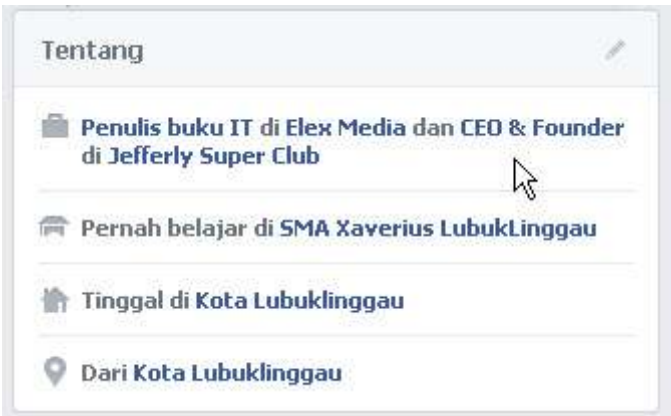 Tentang
Penulis buku IT di Elex Media dan CEO & Founder
di Jefferly Super Club
Pernah belajar di SMA Xaverius LubukLinggau
Tinggal di Kota Lubuklinggau
Dari Kota Lubuklinggau